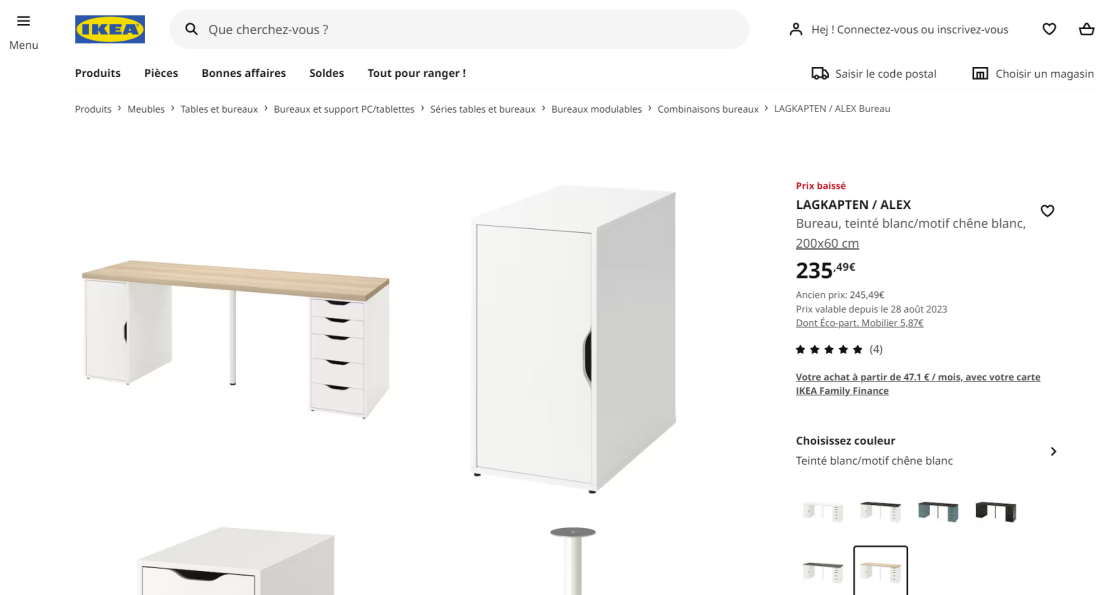 Menu
IKEA
Que cherchez-vous ?
Hej ! Connectez-vous ou inscrivez-vous
Produits
Pièces
Bonnes affaires
Soldes
Tout pour ranger !
Saisir le code postal
Choisir un magasin
Produits > Meubles > Tables et bureaux > Bureaux et support PC/tablettes > Séries tables et bureaux > Bureaux modulables > Combinaisons bureaux > LAGKAPTEN / ALEX Bureau
Prix baissé
LAGKAPTEN / ALEX
Bureau, teinté blanc/motif chêne blanc,
200x60 cm
235,49€
Ancien prix: 245,49€
Prix valable depuis le 28 août 2023
Dont Éco-part. Mobilier 5,87€
(4)
Votre achat à partir de 47.1 € / mois, avec votre carte
IKEA Family Finance
Choisissez couleur
Teinté blanc/motif chêne blanc